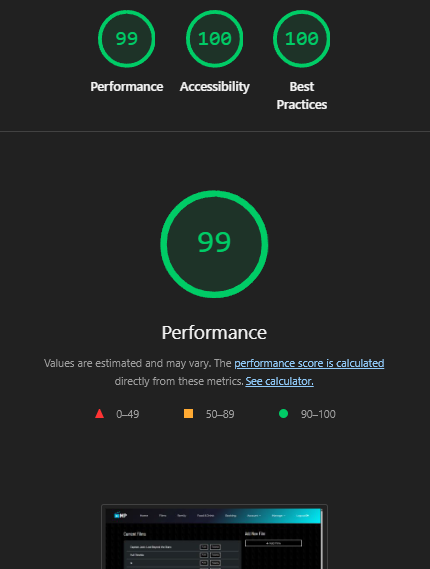 99
100
100
Performance
Accessibility
Best
Practices
99
Performance
Values are estimated and may vary. The performance score is calculated
directly from these metrics. See calculator.
0–49
50–89
90–100
Current Films
Add New Film